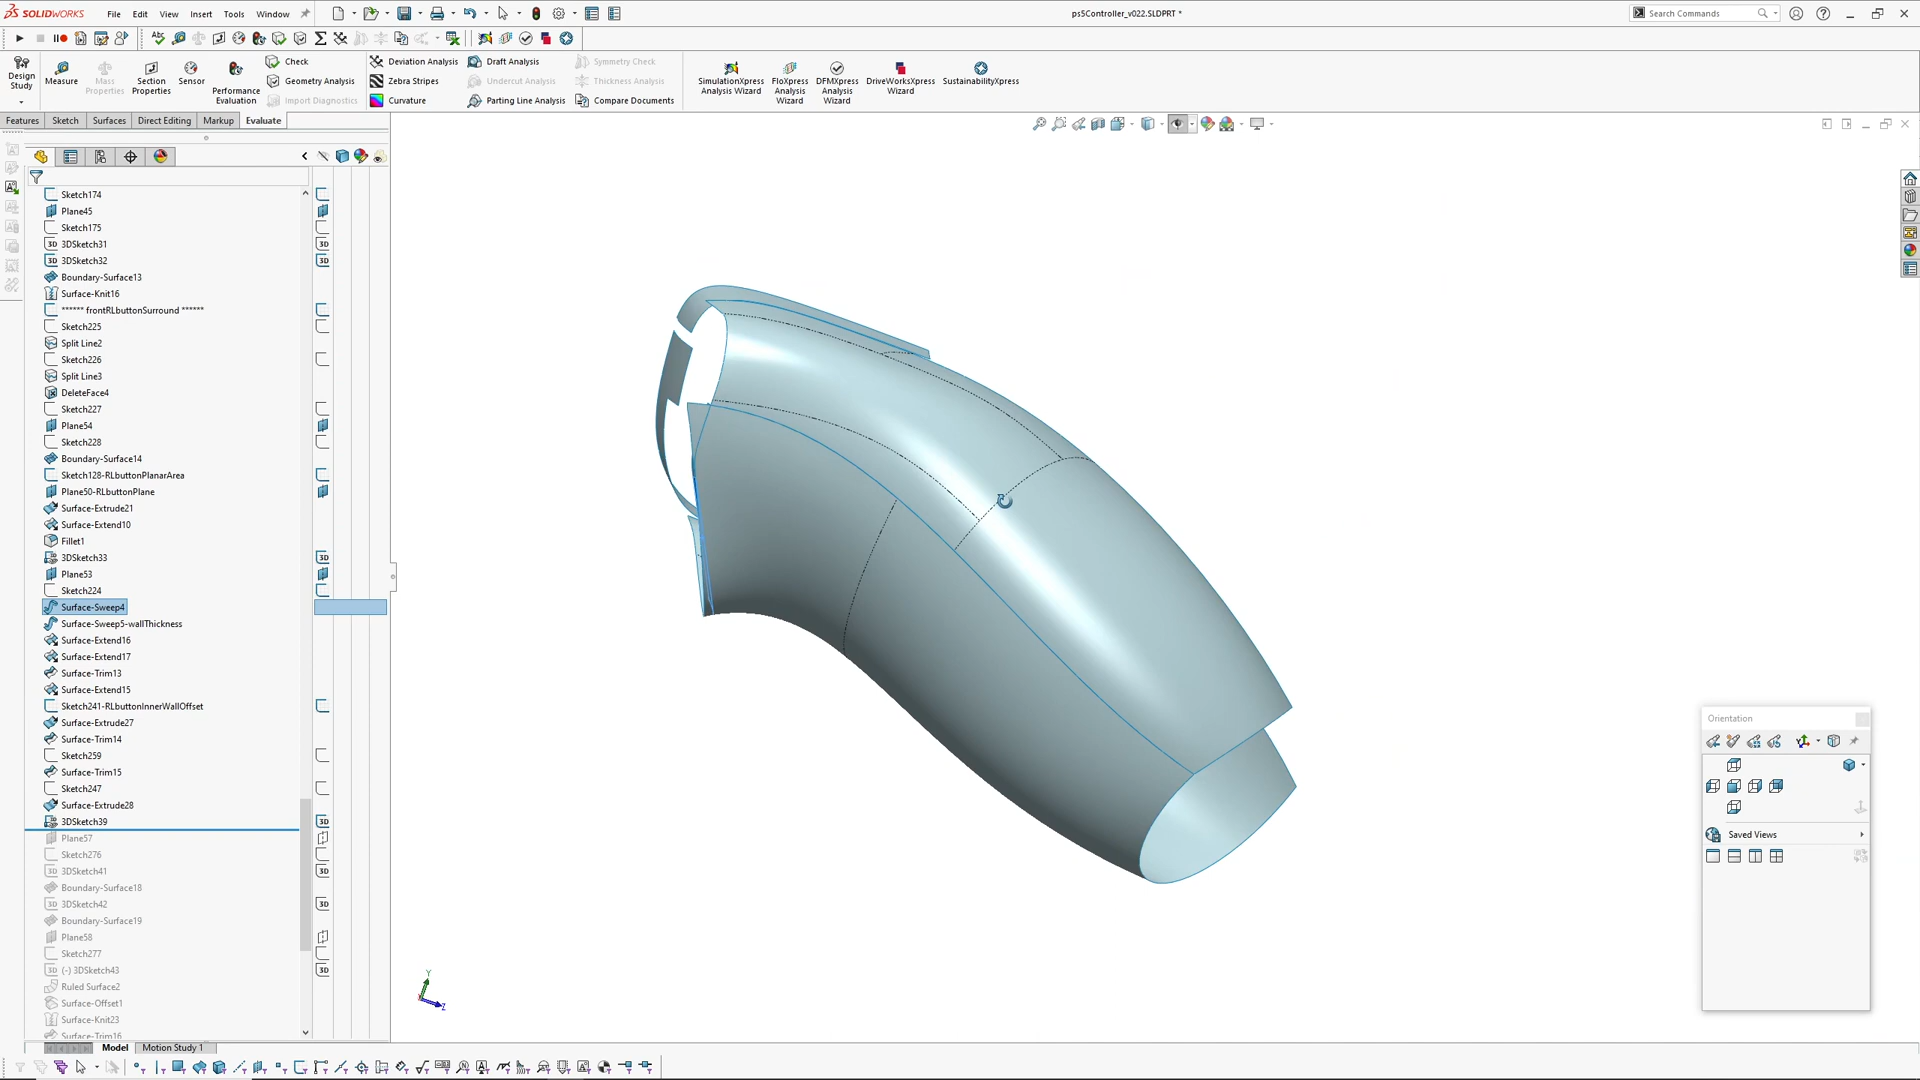 SOLIDWORKS
File Edit View Insert Tools Window
ps5Controller_v022.SLDPRT *
Search Commands
Design Study
Measure
Mass Properties
Section Properties
Sensor
Performance Evaluation
Check
Geometry Analysis
Import Diagnostics
Deviation Analysis
Zebra Stripes
Curvature
Draft Analysis
Undercut Analysis
Parting Line Analysis
Symmetry Check
Thickness Analysis
Compare Documents
SimulationXpress Analysis Wizard
FloXpress Analysis Wizard
DFMXpress Analysis Wizard
DriveWorksXpress Wizard
SustainabilityXpress
Features Sketch Surfaces Direct Editing Markup Evaluate
Sketch174
Plane45
Sketch175
3DSketch31
3DSketch32
Boundary-Surface13
Surface-Knit16
****** frontRLbuttonSurround ******
Sketch225
Split Line2
Sketch226
Split Line3
DeleteFace4
Sketch227
Plane54
Sketch228
Boundary-Surface14
Sketch128-RLbuttonPlanarArea
Plane50-RLbuttonPlane
Surface-Extrude21
Surface-Extend10
Fillet1
3DSketch33
Plane53
Sketch224
Surface-Sweep4
Surface-Sweep5-wallThickness
Surface-Extend16
Surface-Extend17
Surface-Trim13
Surface-Extend15
Sketch241-RLbuttonInnerWallOffset
Surface-Extrude27
Surface-Trim14
Sketch259
Surface-Trim15
Sketch247
Surface-Extrude28
3DSketch39
Plane57
Sketch276
3DSketch41
Boundary-Surface18
3DSketch42
Boundary-Surface19
Plane58
Sketch277
(-) 3DSketch43
Ruled Surface2
Surface-Offset1
Surface-Knit23
Surface-Trim16
Y
Z
Orientation
Saved Views
Model Motion Study 1